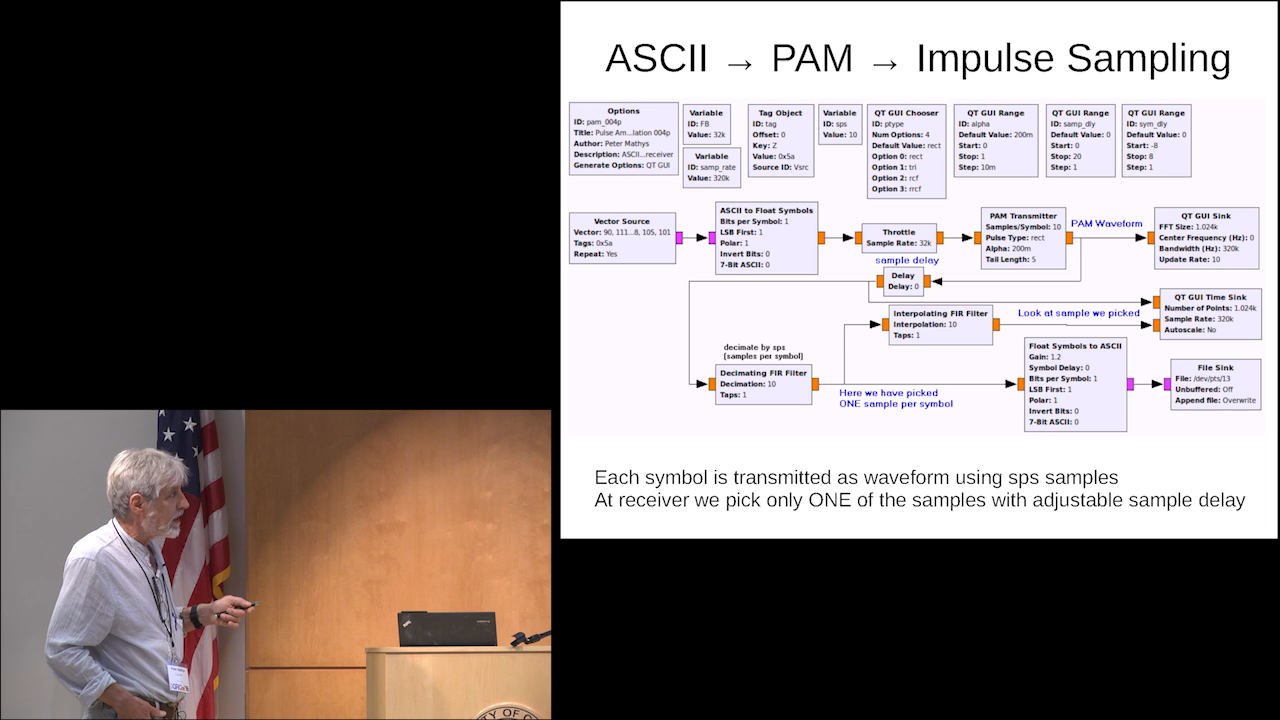 ASCII → PAM → Impulse Sampling
Options
ID: pam_004p
Title: Pulse Am...lation 004p
Author: Peter Mathys
Description: ASCII...receiver
Generate Options: QT GUI
Variable
ID: FB
Value: 32k
Variable
ID: samp_rate
Value: 320k
Tag Object
ID: tag
Offset: 0
Key: Z
Value: 0x5a
Source ID: Vsrc
Variable
ID: sps
Value: 10
QT GUI Chooser
ID: ptype
Num Options: 4
Default Value: rect
Option 0: rect
Option 1: tri
Option 2: rcf
Option 3: rrcf
QT GUI Range
ID: alpha
Default Value: 200m
Start: 0
Stop: 1
Step: 10m
QT GUI Range
ID: samp_dly
Default Value: 0
Start: 0
Stop: 20
Step: 1
QT GUI Range
ID: sym_dly
Default Value: 0
Start: -8
Stop: 8
Step: 1
Vector Source
Vector: 90, 111...8, 105, 101
Tags: 0x5a
Repeat: Yes
ASCII to Float Symbols
Bits per Symbol: 1
LSB First: 1
Polar: 1
Invert Bits: 0
7-Bit ASCII: 0
Throttle
Sample Rate: 32k
PAM Transmitter
Samples/Symbol: 10
Pulse Type: rect
Alpha: 200m
Tail Length: 5
PAM Waveform
QT GUI Sink
FFT Size: 1.024k
Center Frequency (Hz): 0
Bandwidth (Hz): 320k
Update Rate: 10
sample delay
Delay
Delay: 0
Interpolating FIR Filter
Interpolation: 10
Taps: 1
Look at sample we picked
QT GUI Time Sink
Number of Points: 1.024k
Sample Rate: 320k
Autoscale: No
decimate by sps
(samples per symbol)
Decimating FIR Filter
Decimation: 10
Taps: 1
Here we have picked
ONE sample per symbol
Float Symbols to ASCII
Gain: 1.2
Symbol Delay: 0
Bits per Symbol: 1
LSB First: 1
Polar: 1
Invert Bits: 0
7-Bit ASCII: 0
File Sink
File: /dev/pts/13
Unbuffered: Off
Append file: Overwrite
Each symbol is transmitted as waveform using sps samples
At receiver we pick only ONE of the samples with adjustable sample delay